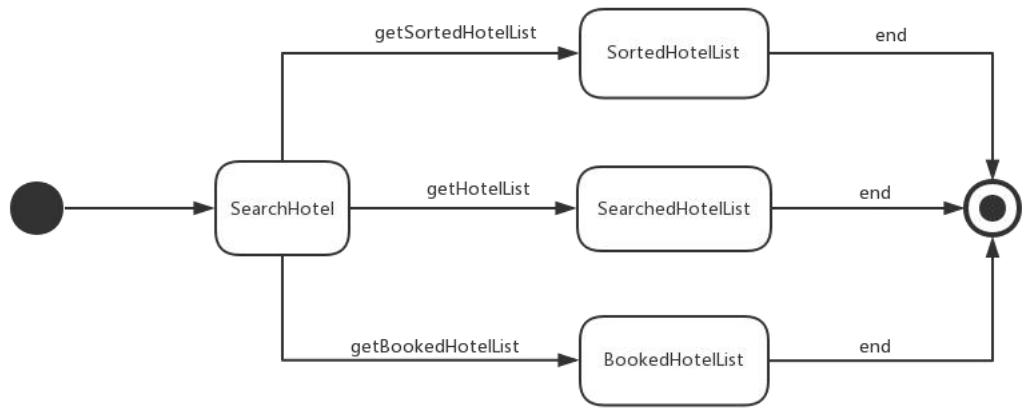 getSortedHotelList
SortedHotelList
end
SearchHotel
getHotelList
SearchedHotelList
end
getBookedHotelList
BookedHotelList
end